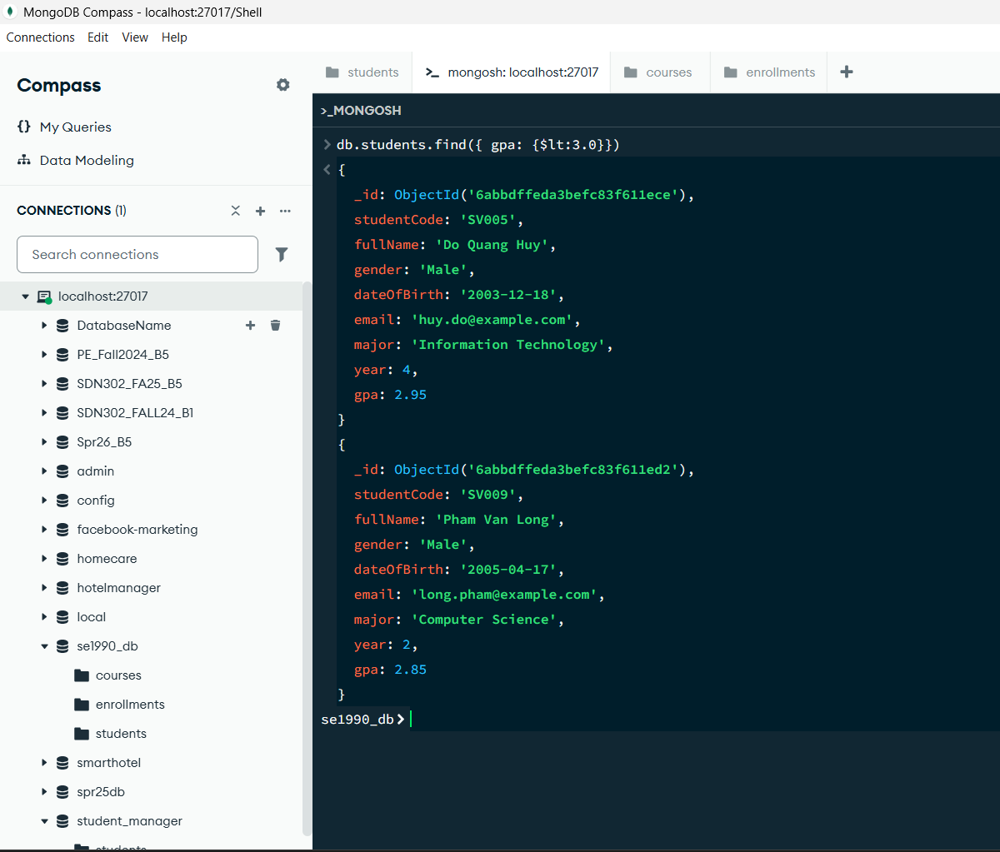 MongoDB Compass - localhost:27017/Shell
Connections Edit View Help
Compass
My Queries
Data Modeling
CONNECTIONS (1)
Search connections
localhost:27017
DatabaseName
PE_Fall2024_B5
SDN302_FA25_B5
SDN302_FALL24_B1
Spr26_B5
admin
config
facebook-marketing
homecare
hotelmanager
local
se1990_db
courses
enrollments
students
smarthotel
spr25db
student_manager
students
students
>_ mongosh: localhost:27017
courses
enrollments
>_MONGOSH
> db.students.find({ gpa: {$lt:3.0}})
< {
_id: ObjectId('6abbdffeda3befc83f611ece'),
studentCode: 'SV005',
fullName: 'Do Quang Huy',
gender: 'Male',
dateOfBirth: '2003-12-18',
email: 'huy.do@example.com',
major: 'Information Technology',
year: 4,
gpa: 2.95
}
{
_id: ObjectId('6abbdffeda3befc83f611ed2'),
studentCode: 'SV009',
fullName: 'Pham Van Long',
gender: 'Male',
dateOfBirth: '2005-04-17',
email: 'long.pham@example.com',
major: 'Computer Science',
year: 2,
gpa: 2.85
}
se1990_db>